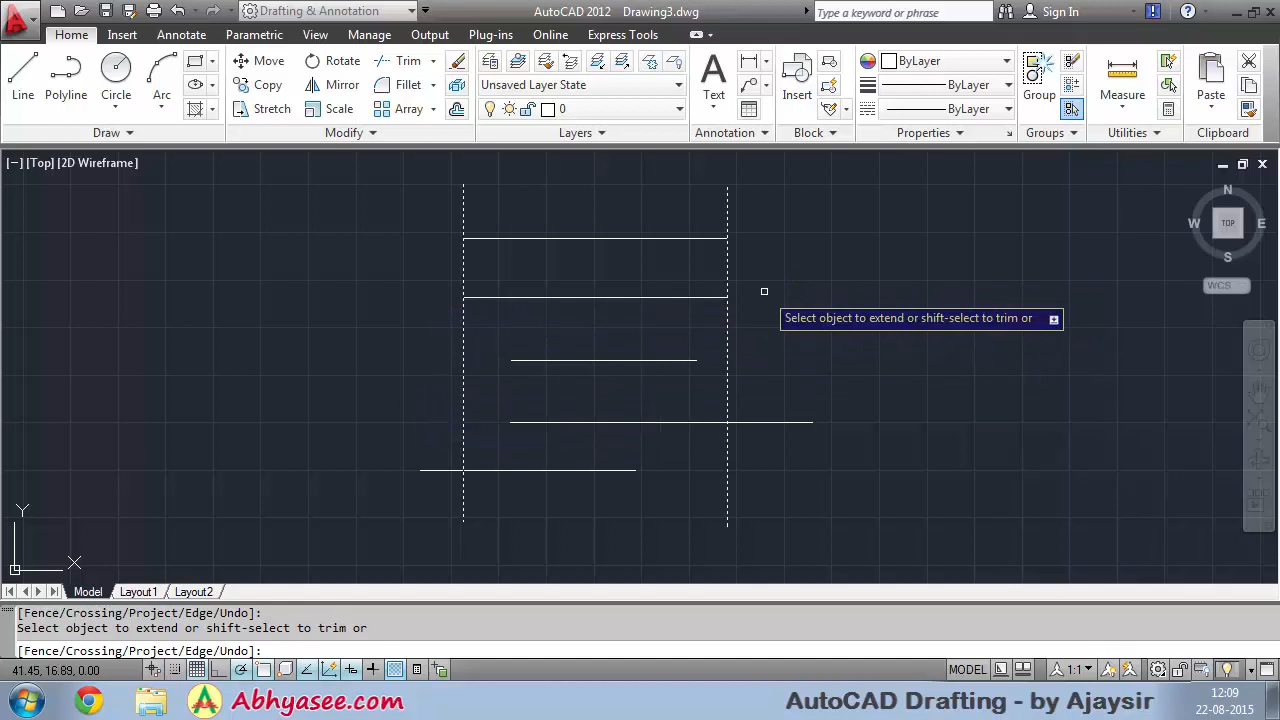 Drafting & Annotation
AutoCAD 2012 Drawing3.dwg
Type a keyword or phrase
Sign In
Home Insert Annotate Parametric View Manage Output Plug-ins Online Express Tools
Line Polyline Circle Arc
Move Rotate Trim
Copy Mirror Fillet
Stretch Scale Array
Unsaved Layer State
0
Text
Insert
ByLayer
ByLayer
ByLayer
Group
Measure
Paste
Draw Modify Layers Annotation Block Properties Groups Utilities Clipboard
[−] [Top] [2D Wireframe]
N
W TOP E
S
WCS
Select object to extend or shift-select to trim or
Y
X
Model Layout1 Layout2
[Fence/Crossing/Project/Edge/Undo]:
Select object to extend or shift-select to trim or
[Fence/Crossing/Project/Edge/Undo]:
41.45, 16.89, 0.00
MODEL
1:1
Abhyasee.com
AutoCAD Drafting - by Ajaysir
12:09
22-08-2015